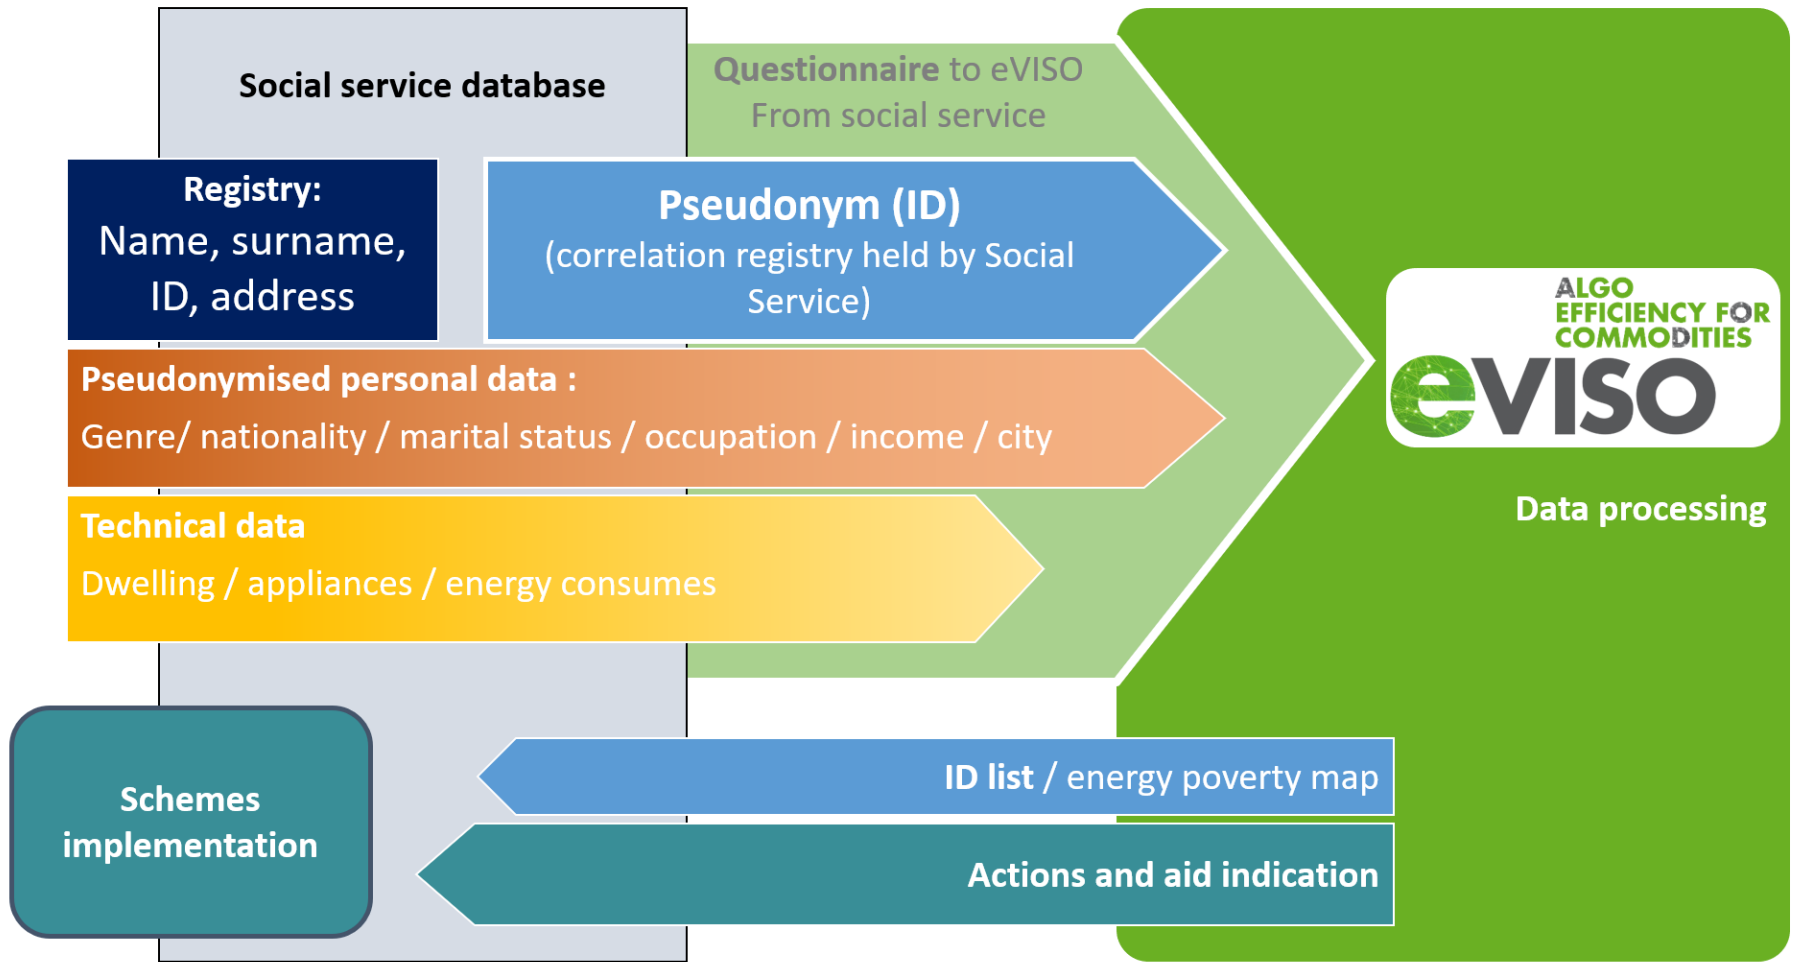 Social service database
Questionnaire to eVISO
From social service
Registry:
Name, surname,
ID, address
Pseudonym (ID)
(correlation registry held by Social
Service)
Pseudonymised personal data :
Genre/ nationality / marital status / occupation / income / city
Technical data
Dwelling / appliances / energy consumes
ALGO
EFFICIENCY FOR
COMMODITIES
eVISO
Data processing
Schemes
implementation
ID list / energy poverty map
Actions and aid indication